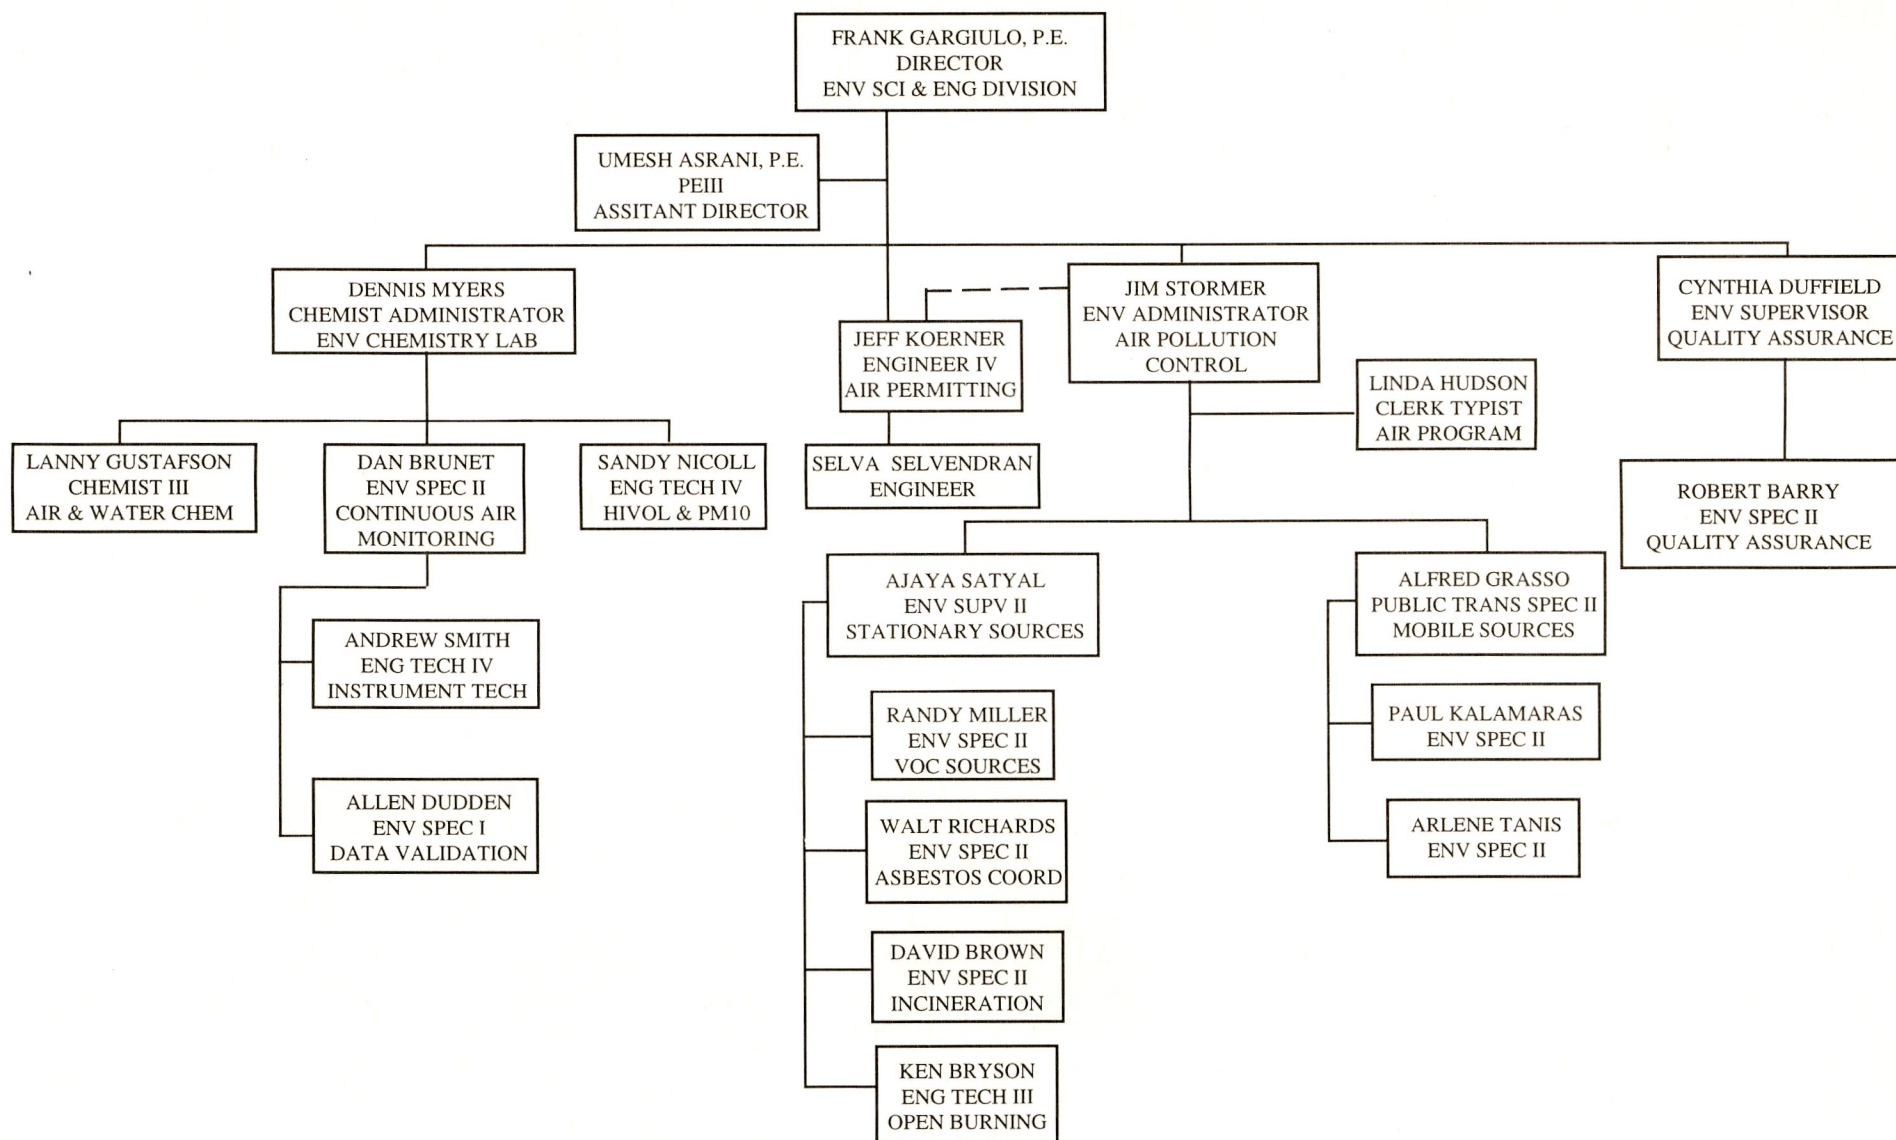 FRANK GARGIULO, P.E.
DIRECTOR
ENV SCI & ENG DIVISION
UMESH ASRANI, P.E.
PEIII
ASSITANT DIRECTOR
DENNIS MYERS
CHEMIST ADMINISTRATOR
ENV CHEMISTRY LAB
JEFF KOERNER
ENGINEER IV
AIR PERMITTING
JIM STORMER
ENV ADMINISTRATOR
AIR POLLUTION
CONTROL
CYNTHIA DUFFIELD
ENV SUPERVISOR
QUALITY ASSURANCE
LINDA HUDSON
CLERK TYPIST
AIR PROGRAM
LANNY GUSTAFSON
CHEMIST III
AIR & WATER CHEM
DAN BRUNET
ENV SPEC II
CONTINUOUS AIR
MONITORING
SANDY NICOLL
ENG TECH IV
HIVOL & PM10
SELVA SELVENDRAN
ENGINEER
ROBERT BARRY
ENV SPEC II
QUALITY ASSURANCE
AJAYA SATYAL
ENV SUPV II
STATIONARY SOURCES
ALFRED GRASSO
PUBLIC TRANS SPEC II
MOBILE SOURCES
ANDREW SMITH
ENG TECH IV
INSTRUMENT TECH
RANDY MILLER
ENV SPEC II
VOC SOURCES
PAUL KALAMARAS
ENV SPEC II
ALLEN DUDDEN
ENV SPEC I
DATA VALIDATION
WALT RICHARDS
ENV SPEC II
ASBESTOS COORD
ARLENE TANIS
ENV SPEC II
DAVID BROWN
ENV SPEC II
INCINERATION
KEN BRYSON
ENG TECH III
OPEN BURNING